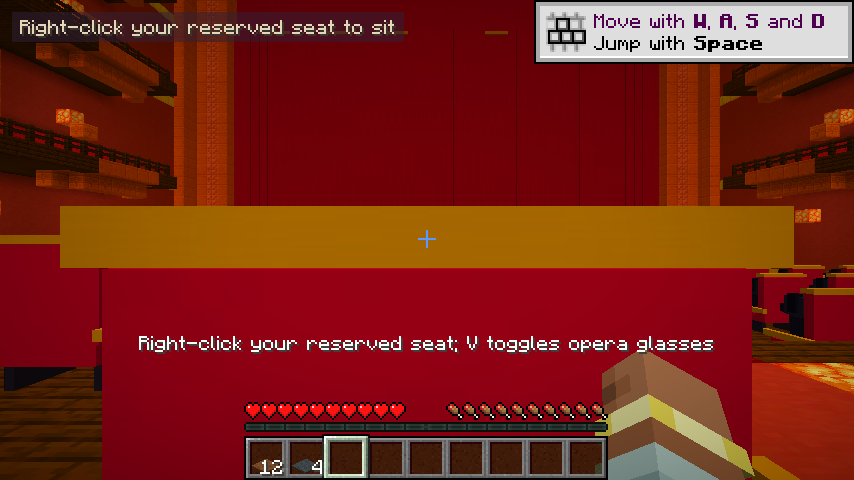 Right-click your reserved seat to sit
Move with W, A, S and D
Jump with Space
Right-click your reserved seat; V toggles opera glasses
12
4